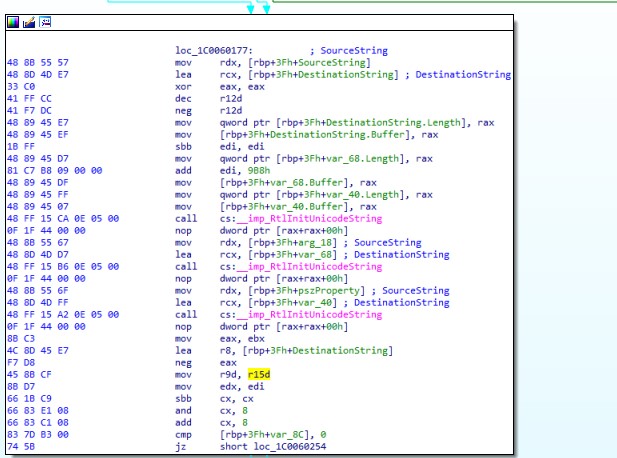 loc_1C0060177: ; SourceString
48 8B 55 57 mov rdx, [rbp+3Fh+SourceString]
48 8D 4D E7 lea rcx, [rbp+3Fh+DestinationString] ; DestinationString
33 C0 xor eax, eax
41 FF CC dec r12d
41 F7 DC neg r12d
48 89 45 E7 mov qword ptr [rbp+3Fh+DestinationString.Length], rax
48 89 45 EF mov [rbp+3Fh+DestinationString.Buffer], rax
1B FF sbb edi, edi
48 89 45 D7 mov qword ptr [rbp+3Fh+var_68.Length], rax
81 C7 B8 09 00 00 add edi, 9B8h
48 89 45 DF mov [rbp+3Fh+var_68.Buffer], rax
48 89 45 FF mov qword ptr [rbp+3Fh+var_40.Length], rax
48 89 45 07 mov [rbp+3Fh+var_40.Buffer], rax
48 FF 15 CA 0E 05 00 call cs:__imp_RtlInitUnicodeString
0F 1F 44 00 00 nop dword ptr [rax+rax+00h]
48 8B 55 67 mov rdx, [rbp+3Fh+arg_18] ; SourceString
48 8D 4D D7 lea rcx, [rbp+3Fh+var_68] ; DestinationString
48 FF 15 B6 0E 05 00 call cs:__imp_RtlInitUnicodeString
0F 1F 44 00 00 nop dword ptr [rax+rax+00h]
48 8B 55 6F mov rdx, [rbp+3Fh+pszProperty] ; SourceString
48 8D 4D FF lea rcx, [rbp+3Fh+var_40] ; DestinationString
48 FF 15 A2 0E 05 00 call cs:__imp_RtlInitUnicodeString
0F 1F 44 00 00 nop dword ptr [rax+rax+00h]
8B C3 mov eax, ebx
4C 8D 45 E7 lea r8, [rbp+3Fh+DestinationString]
F7 D8 neg eax
45 8B CF mov r9d, r15d
8B D7 mov edx, edi
66 1B C9 sbb cx, cx
66 83 E1 08 and cx, 8
66 83 C1 08 add cx, 8
83 7D B3 00 cmp [rbp+3Fh+var_8C], 0
74 5B jz short loc_1C0060254